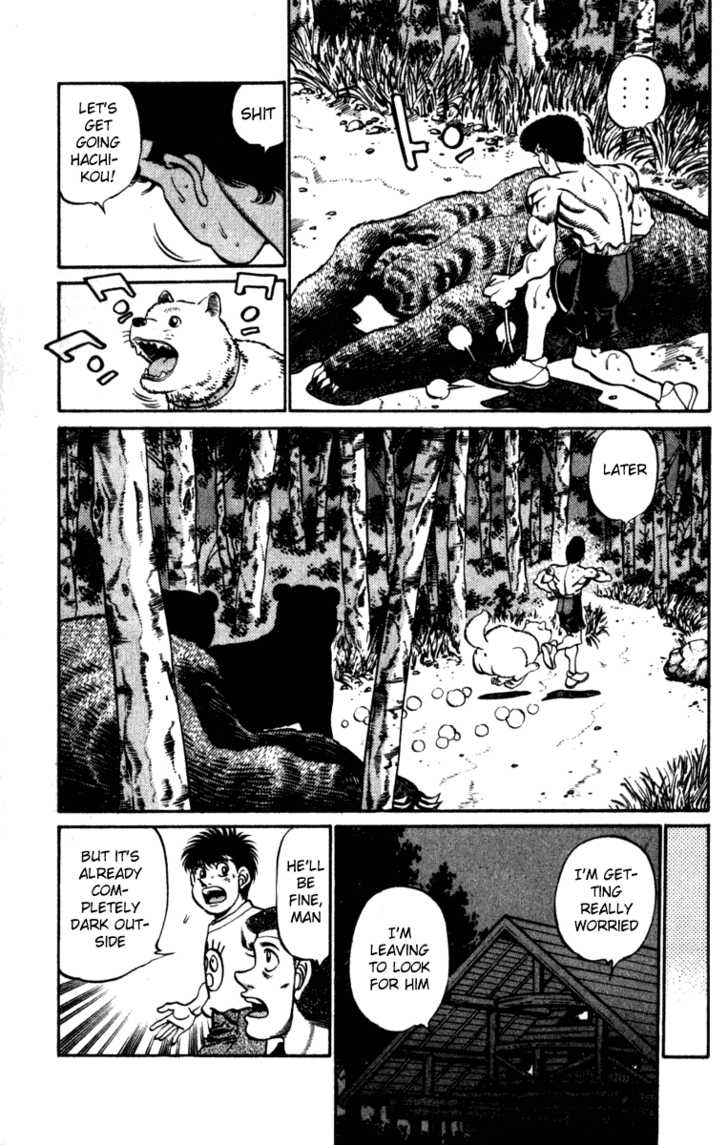 ......
SHIT
LET'S
GET
GOING
HACHI-
KOU!
LATER
I'M GET-
TING
REALLY
WORRIED
I'M
LEAVING
TO LOOK
FOR HIM
HE'LL
BE
FINE,
MAN
BUT IT'S
ALREADY
COM-
PLETELY
DARK OUT-
SIDE